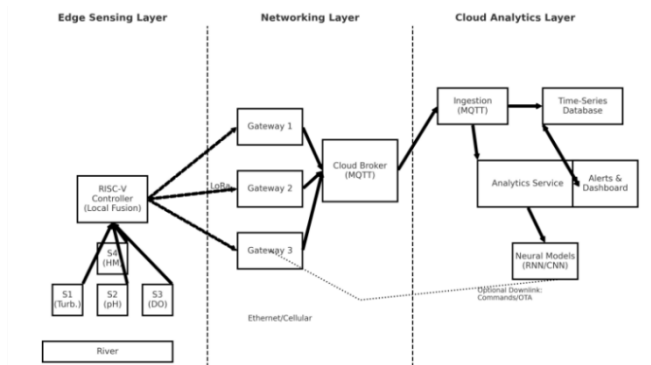 Edge Sensing Layer
Networking Layer
Cloud Analytics Layer
RISC-V
Controller
(Local Fusion)
S4
(HM)
S1
(Turb.)
S2
(pH)
S3
(DO)
River
LoRa
Gateway 1
Gateway 2
Gateway 3
Cloud Broker
(MQTT)
Ethernet/Cellular
Ingestion
(MQTT)
Time-Series
Database
Analytics Service
Alerts &
Dashboard
Neural Models
(RNN/CNN)
Optional Downlink:
Commands/OTA